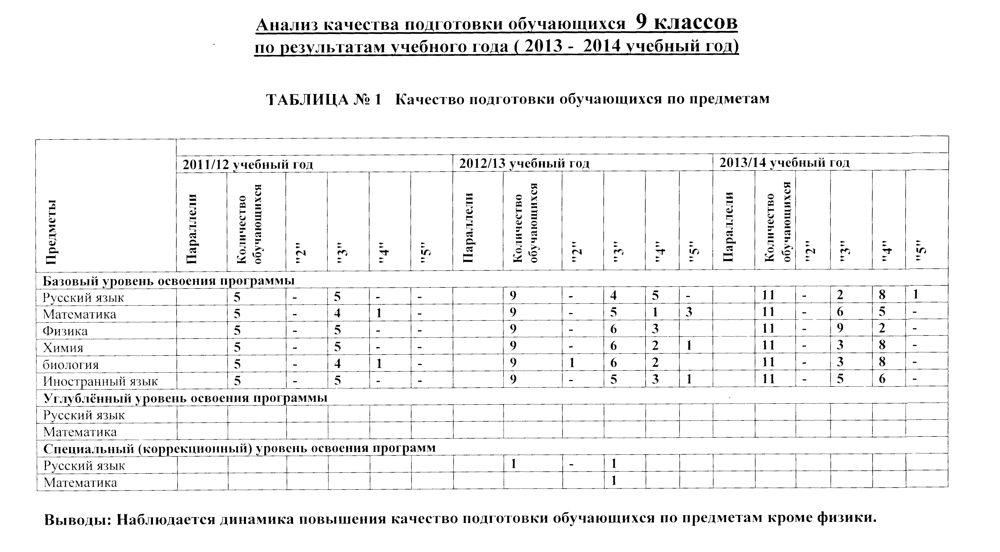 Анализ качества подготовки обучающихся 9 классов
по результатам учебного года ( 2013 - 2014 учебный год)
ТАБЛИЦА № 1 Качество подготовки обучающихся по предметам
Предметы
2011/12 учебный год 2012/13 учебный год 2013/14 учебный год
Параллели Количество обучающихся "2" "3" "4" "5" Параллели Количество обучающихся "2" "3" "4" "5" Параллели Количество обучающихся "2" "3" "4" "5"
Базовый уровень освоения программы
Русский язык 5 - 5 - - 9 - 4 5 - 11 - 2 8 1
Математика 5 - 4 1 - 9 - 5 1 3 11 - 6 5 -
Физика 5 - 5 - - 9 - 6 3 11 - 9 2 -
Химия 5 - 5 - - 9 - 6 2 1 11 - 3 8 -
биология 5 - 4 1 - 9 1 6 2 11 - 3 8 -
Иностранный язык 5 - 5 - - 9 - 5 3 1 11 - 5 6 -
Углублённый уровень освоения программы
Русский язык
Математика
Специальный (коррекционный) уровень освоения программ
Русский язык 1 - 1
Математика 1
Выводы: Наблюдается динамика повышения качество подготовки обучающихся по предметам кроме физики.